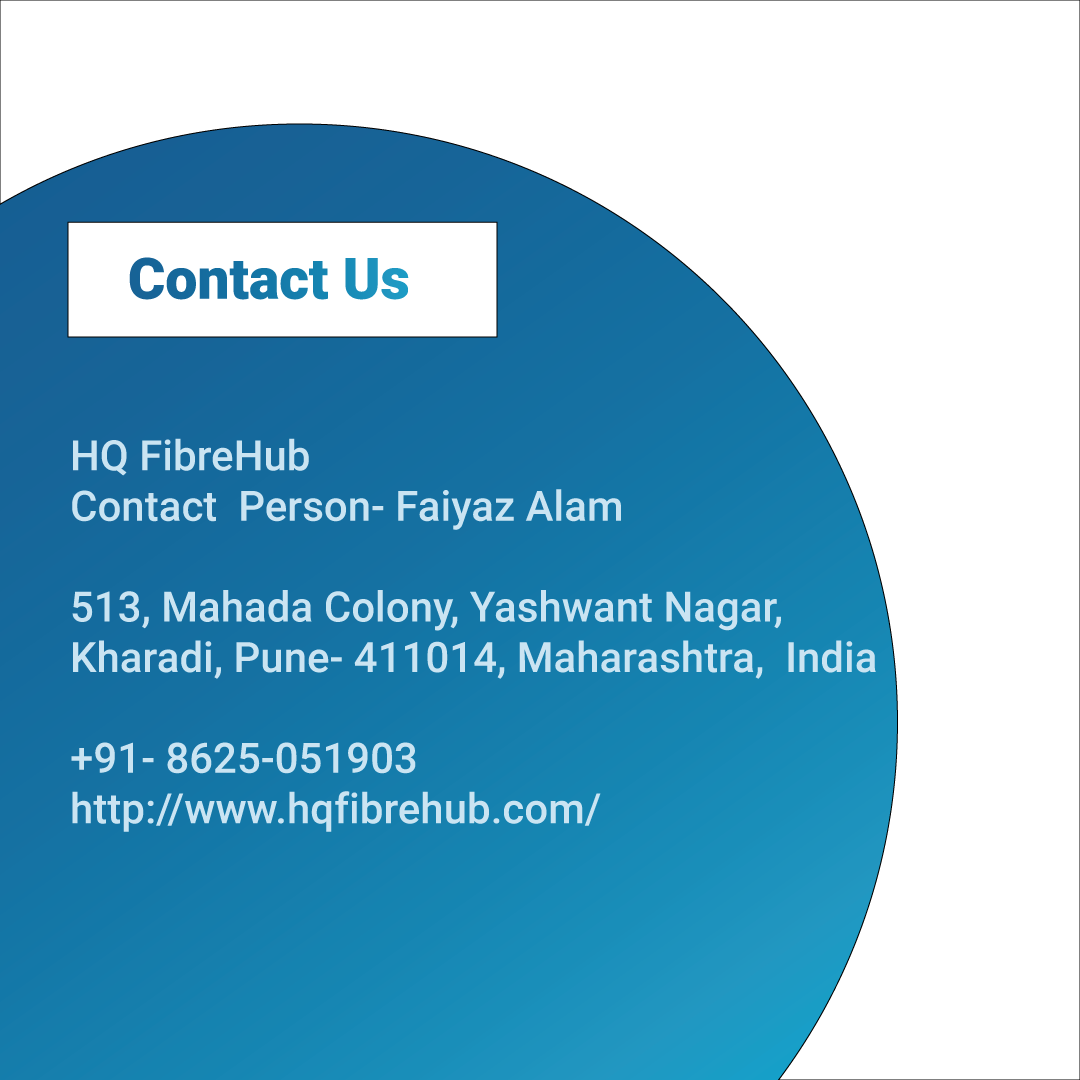 Contact Us
HQ FibreHub
Contact  Person- Faiyaz Alam
513, Mahada Colony, Yashwant Nagar,
Kharadi, Pune- 411014, Maharashtra,  India
+91- 8625-051903
http://www.hqfibrehub.com/